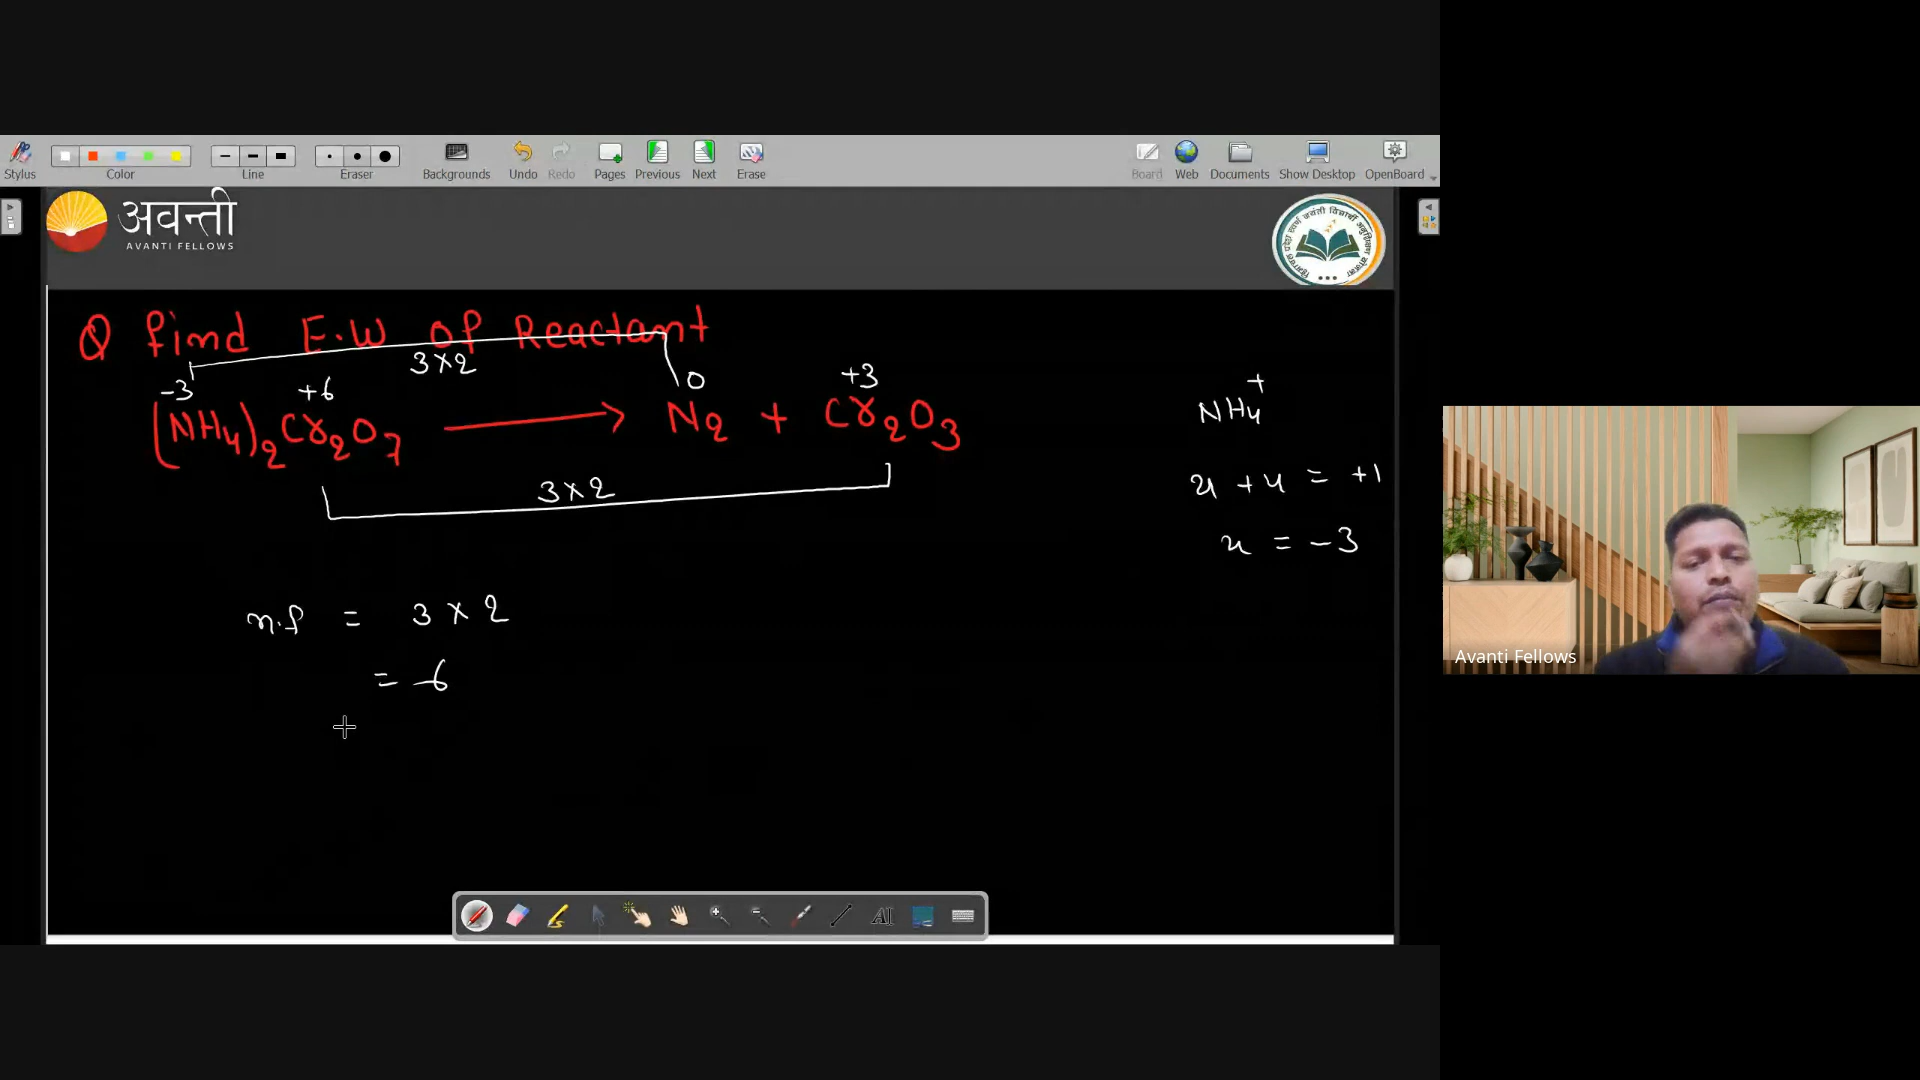 Stylus Color Line Eraser Backgrounds Undo Redo Pages Previous Next Erase Board Web Documents Show Desktop OpenBoard
अवन्ती
AVANTI FELLOWS
Q find E.W of Reactant
3×2
-3 +6 0 +3
(NH4)2Cr2O7 → N2 + Cr2O3
3×2
NH4+
x + 4 = +1
x = -3
n.f = 3 × 2
= 6
Avanti Fellows